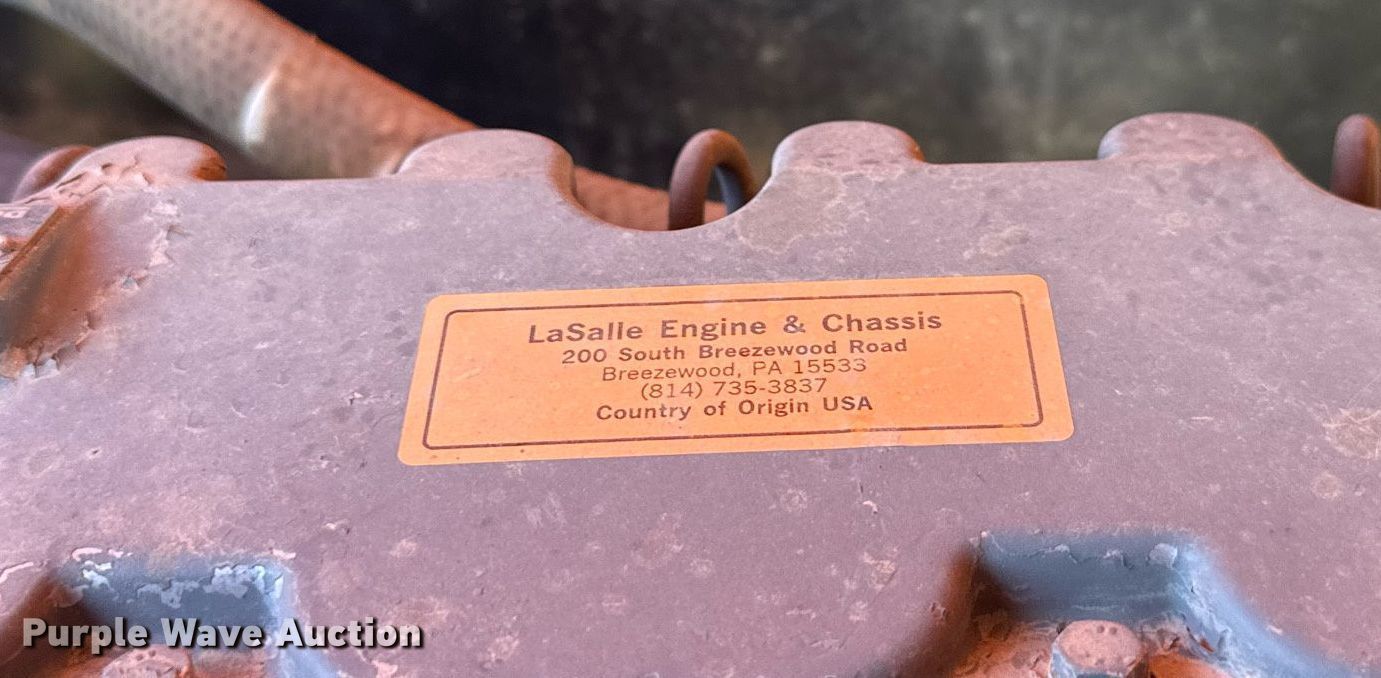 LaSalle Engine & Chassis
200 South Breezewood Road
Breezewood, PA 15533
(814) 735-3837
Country of Origin USA
Purple Wave Auction